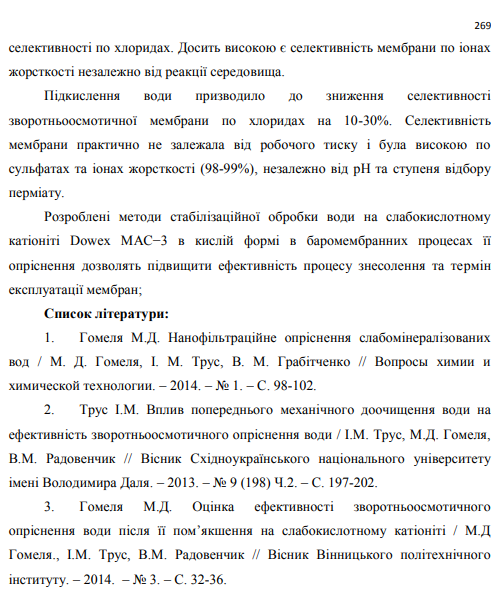 269
селективності по хлоридах. Досить високою є селективність мембрани по іонах
жорсткості незалежно від реакції середовища.
Підкислення води призводило до зниження селективності
зворотньоосмотичної мембрани по хлоридах на 10-30%. Селективність
мембрани практично не залежала від робочого тиску і була високою по
сульфатах та іонах жорсткості (98-99%), незалежно від рН та ступеня відбору
перміату.
Розроблені методи стабілізаційної обробки води на слабокислотному
катіоніті Dowex MAC−3 в кислій формі в баромембранних процесах її
опріснення дозволять підвищити ефективність процесу знесолення та термін
експлуатації мембран;
Список літератури:
1. Гомеля М.Д. Нанофільтраційне опріснення слабомінералізованих
вод / М. Д. Гомеля, І. М. Трус, В. М. Грабітченко // Вопросы химии и
химической технологии. – 2014. – № 1. – С. 98-102.
2. Трус І.М. Вплив попереднього механічного доочищення води на
ефективність зворотньоосмотичного опріснення води / І.М. Трус, М.Д. Гомеля,
В.М. Радовенчик // Вісник Східноукраїнського національного університету
імені Володимира Даля. – 2013. – № 9 (198) Ч.2. – С. 197-202.
3. Гомеля М.Д. Оцінка ефективності зворотньоосмотичного
опріснення води після її пом’якшення на слабокислотному катіоніті / М.Д
Гомеля., І.М. Трус, В.М. Радовенчик // Вісник Вінницького політехнічного
інституту. – 2014. – № 3. – С. 32-36.